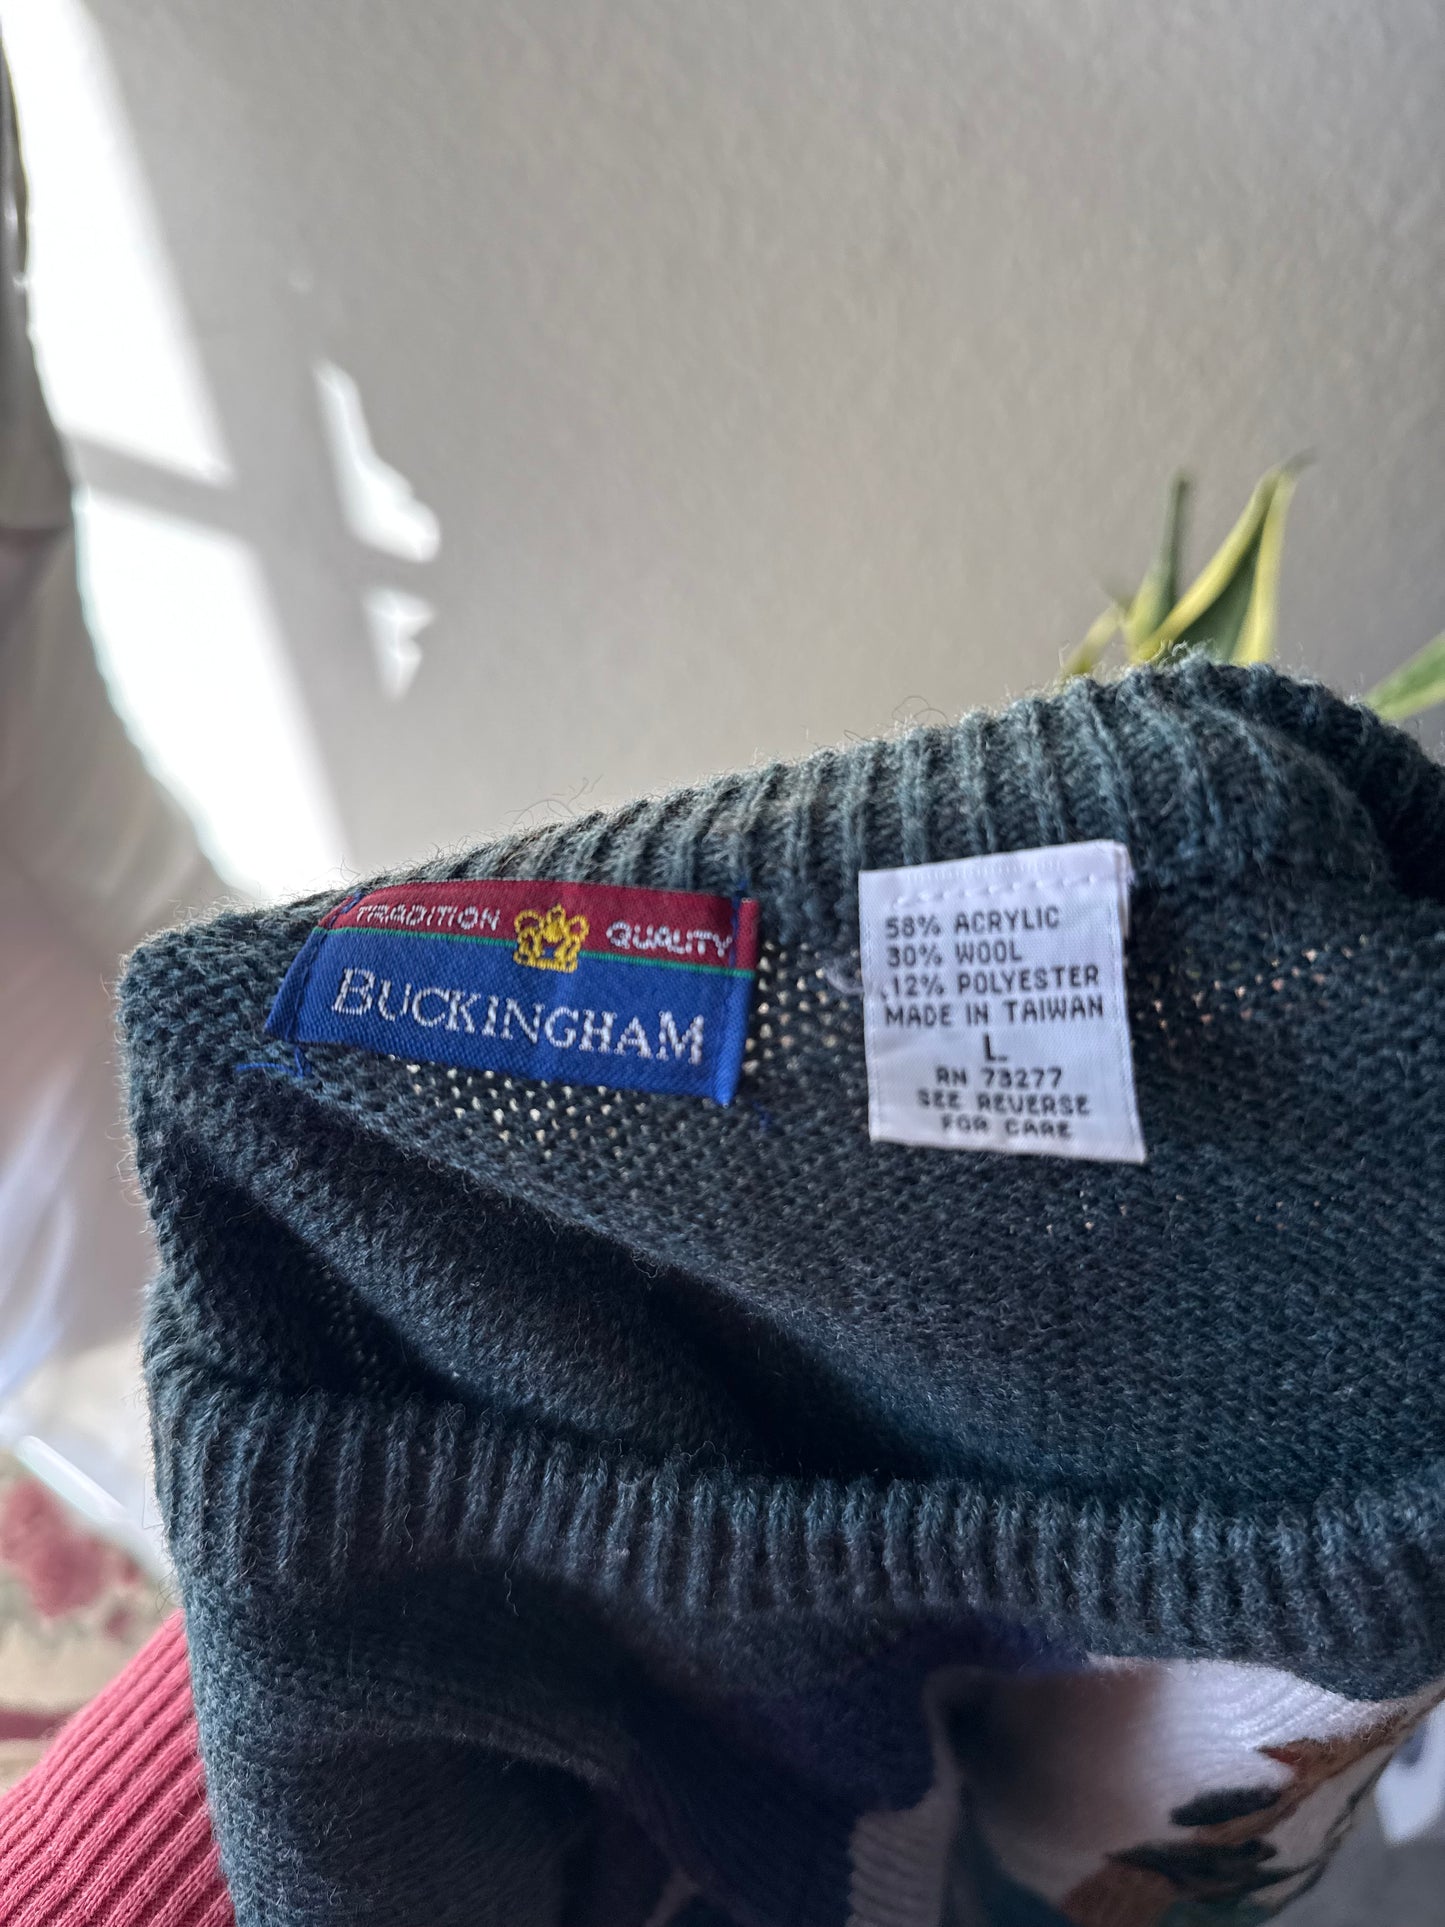 TRADITION QUALITY
BUCKINGHAM
58% ACRYLIC
30% WOOL
12% POLYESTER
MADE IN TAIWAN
L
RN 73277
SEE REVERSE
FOR CARE